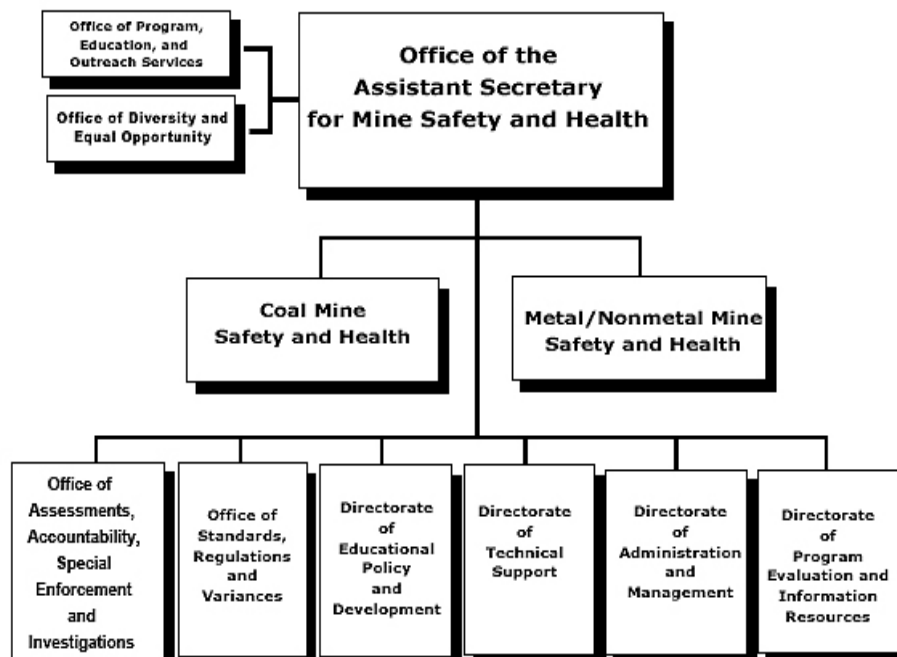 Office of Program,
Education, and
Outreach Services
Office of Diversity and
Equal Opportunity
Office of the
Assistant Secretary
for Mine Safety and Health
Coal Mine
Safety and Health
Metal/Nonmetal Mine
Safety and Health
Office of
Assessments,
Accountability,
Special
Enforcement
and
Investigations
Office of
Standards,
Regulations
and
Variances
Directorate
of
Educational
Policy
and
Development
Directorate
of
Technical
Support
Directorate
of
Administration
and
Management
Directorate
of
Program
Evaluation and
Information
Resources